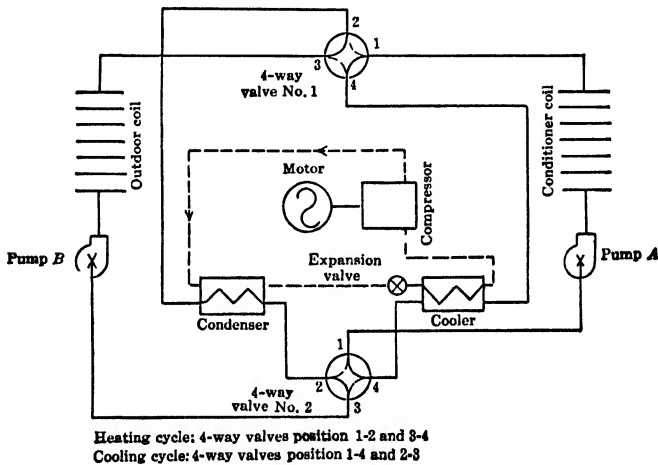 2
1
3
4
4-way
valve No. 1
Outdoor coil
Conditioner coil
Motor
Compressor
Pump B
Pump A
Expansion
valve
Condenser
Cooler
1
2
4
3
4-way
valve No. 2
Heating cycle: 4-way valves position 1-2 and 3-4
Cooling cycle: 4-way valves position 1-4 and 2-3